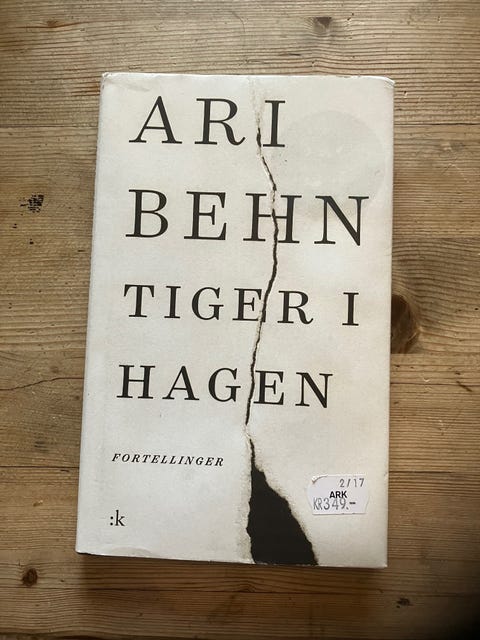 ARI
BEHN
TIGER I
HAGEN
FORTELLINGER
:k
2/17
ARK
KR349.-